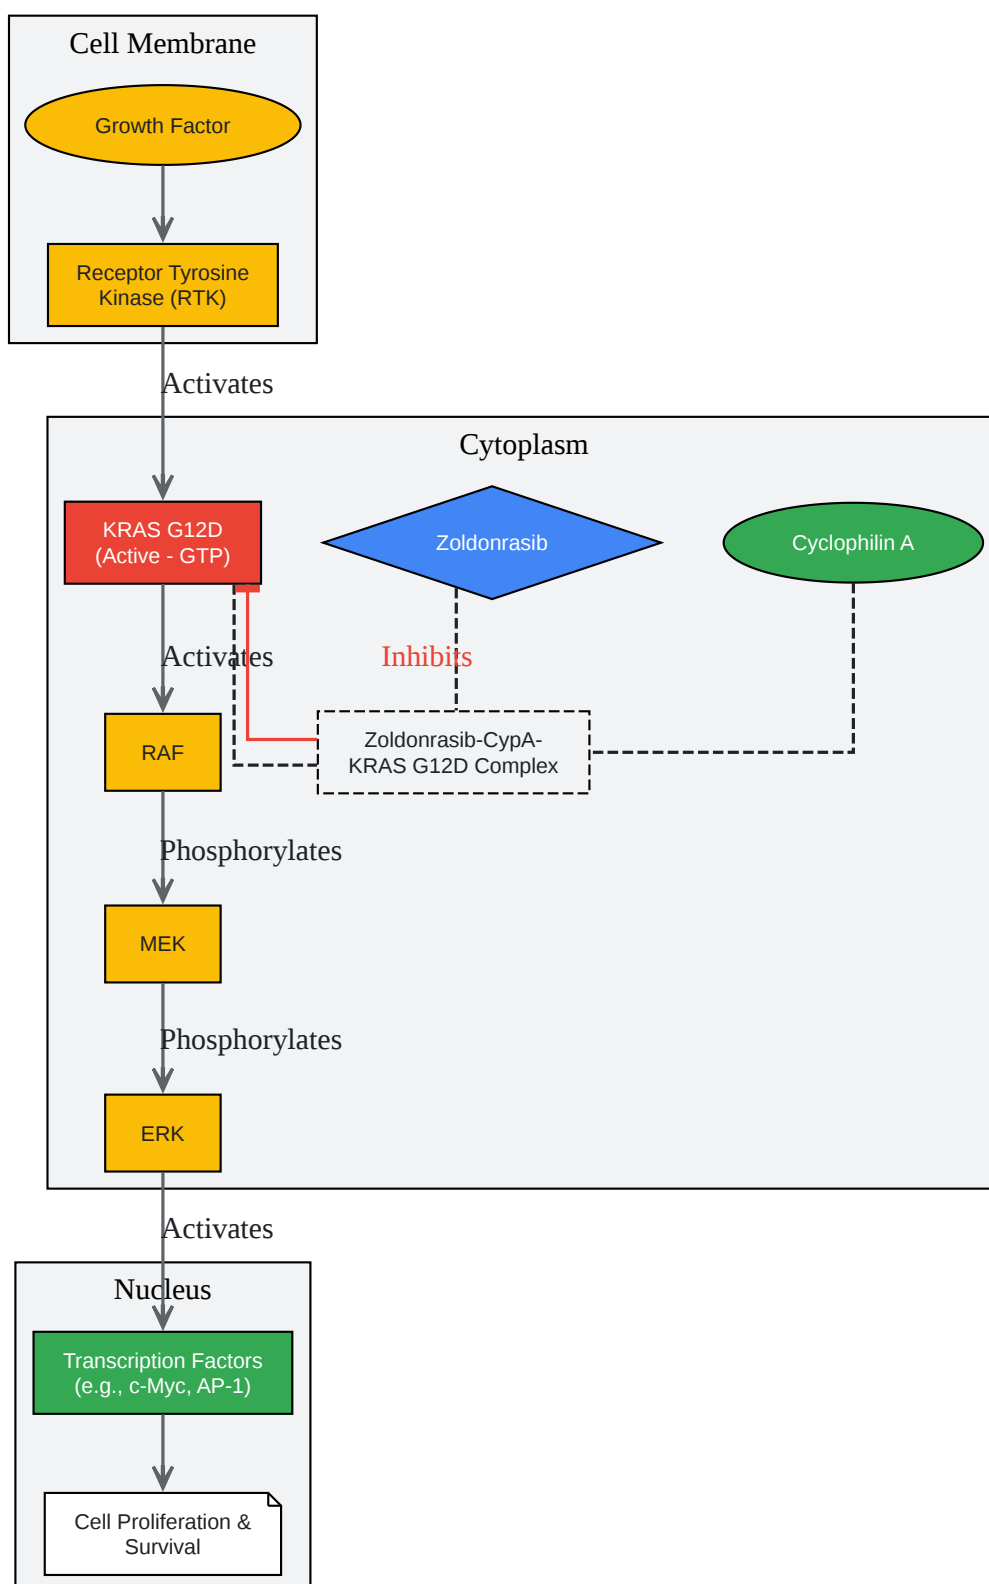 Cell Membrane
Growth Factor
Receptor Tyrosine
Kinase (RTK)
Activates
Cytoplasm
KRAS G12D
(Active - GTP)
Zoldonrasib
Cyclophilin A
Activates
Inhibits
RAF
Zoldonrasib-CypA-
KRAS G12D Complex
Phosphorylates
MEK
Phosphorylates
ERK
Activates
Nucleus
Transcription Factors
(e.g., c-Myc, AP-1)
Cell Proliferation &
Survival